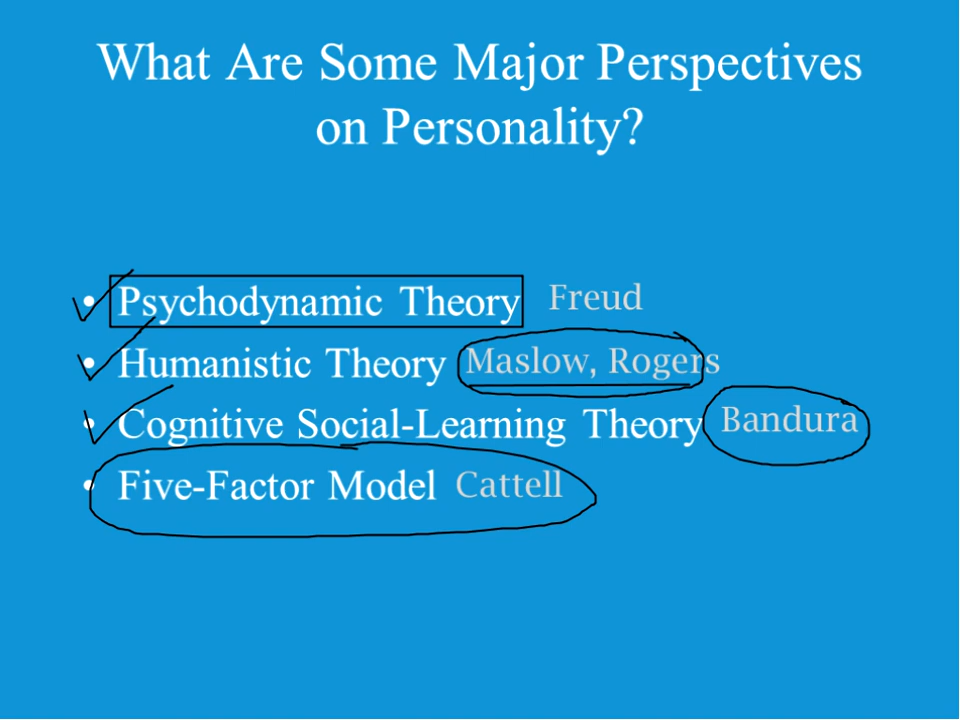 What Are Some Major Perspectives
on Personality?
• Psychodynamic Theory Freud
• Humanistic Theory Maslow, Rogers
• Cognitive Social-Learning Theory Bandura
• Five-Factor Model Cattell